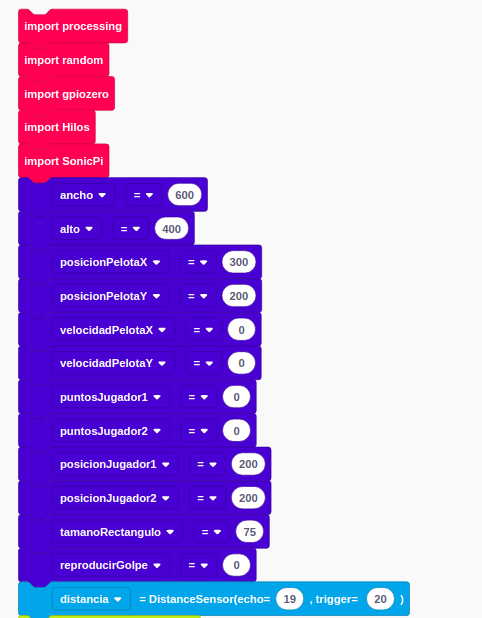 import processing
import random
import gpiozero
import Hilos
import SonicPi
ancho = 600
alto = 400
posicionPelotaX = 300
posicionPelotaY = 200
velocidadPelotaX = 0
velocidadPelotaY = 0
puntosJugador1 = 0
puntosJugador2 = 0
posicionJugador1 = 200
posicionJugador2 = 200
tamanoRectangulo = 75
reproducirGolpe = 0
distancia = DistanceSensor(echo= 19 , trigger= 20 )